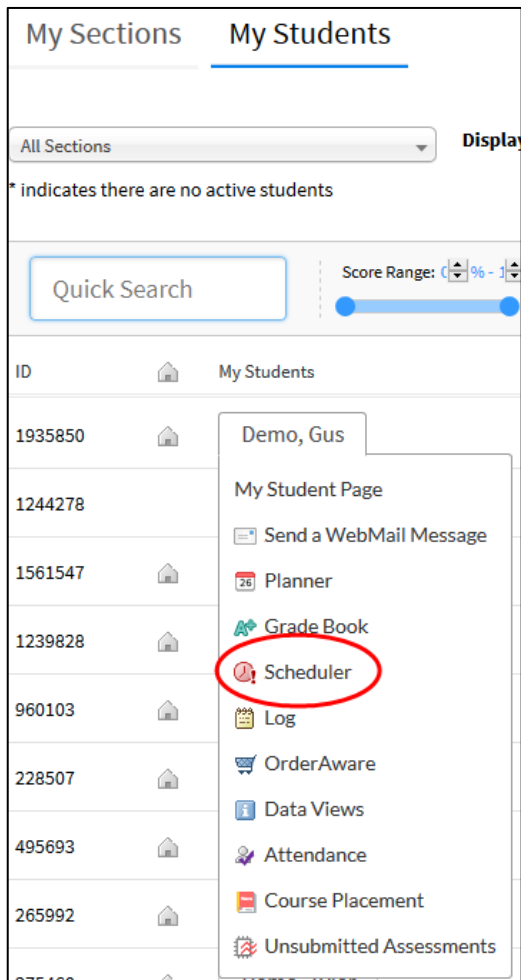 My Sections My Students
All Sections Display
* indicates there are no active students
Quick Search Score Range: % - 1
ID My Students
1935850 Demo, Gus
My Student Page
1244278
Send a WebMail Message
1561547
26 Planner
A+ Grade Book
1239828
Scheduler
960103
Log
228507
OrderAware
Data Views
495693
Attendance
265992
Course Placement
Unsubmitted Assessments